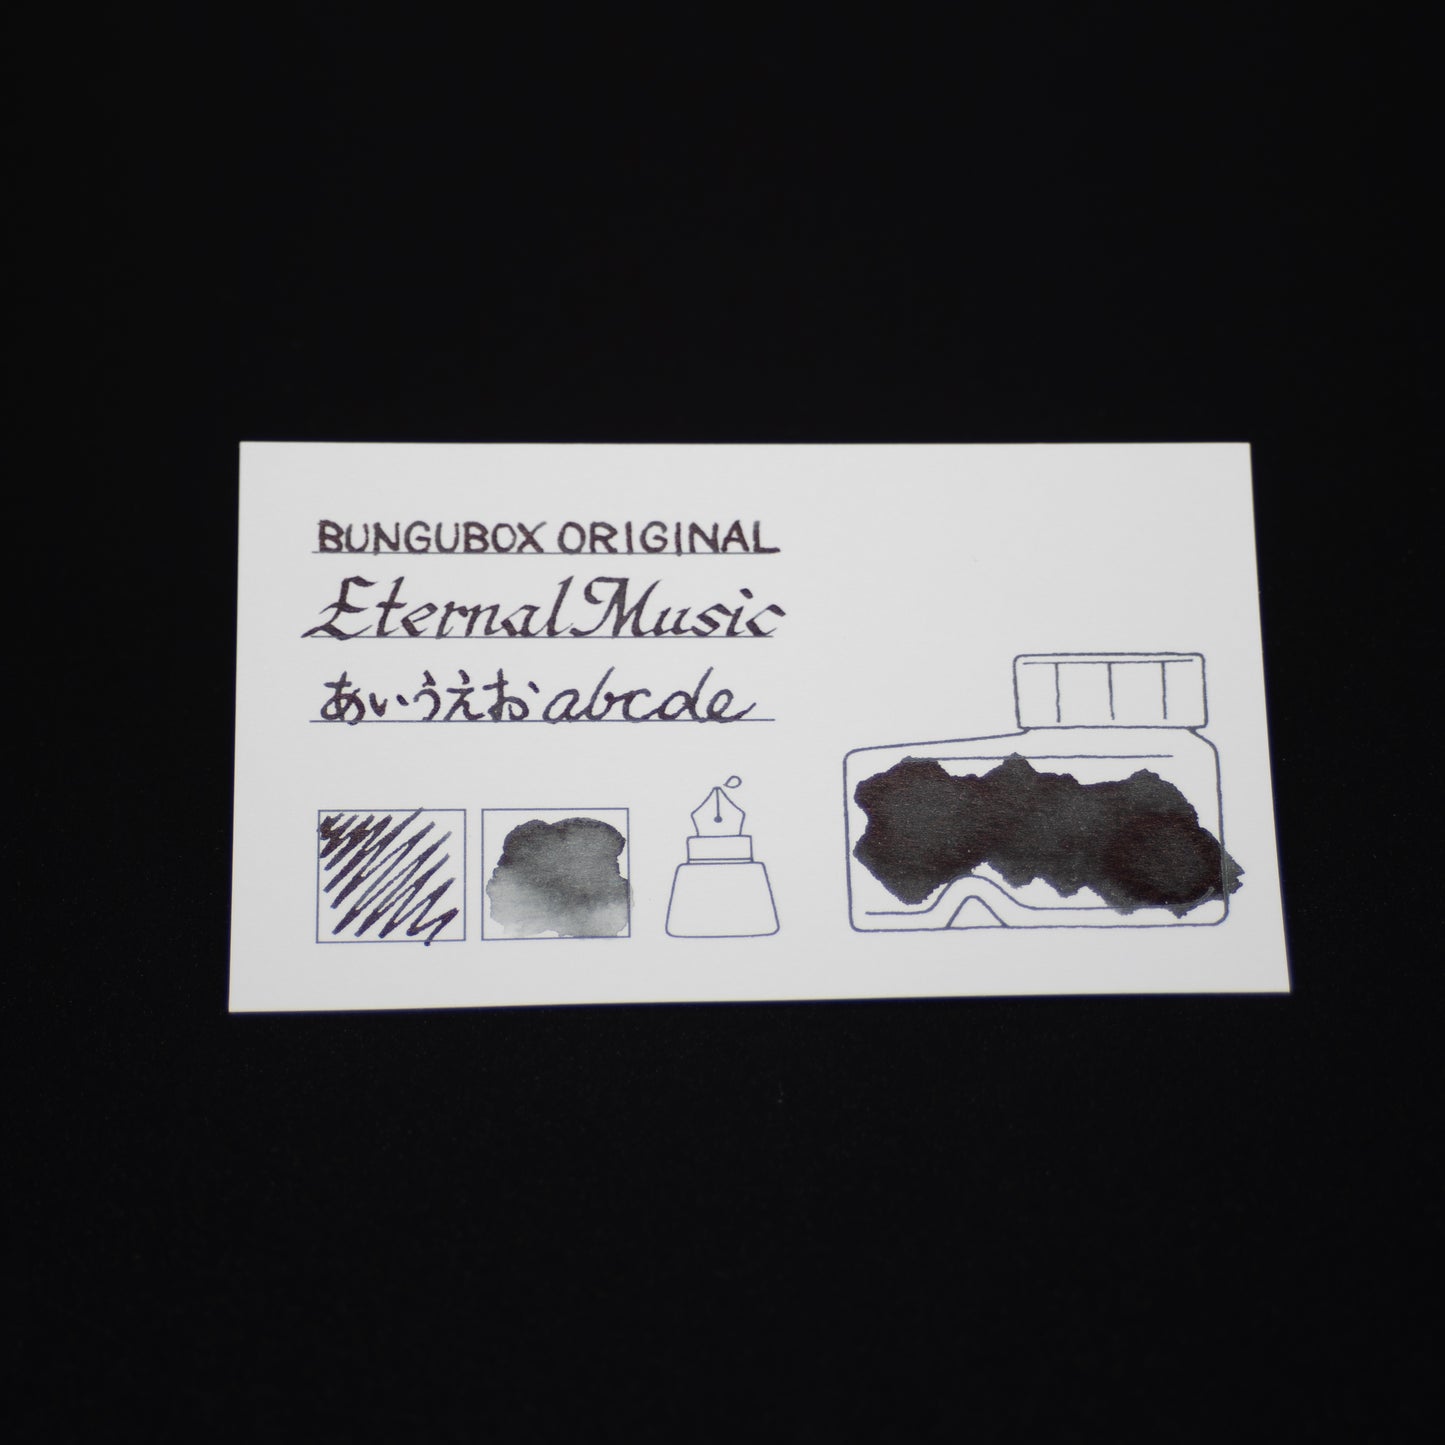 BUNGUBOX ORIGINAL
Eternal Music
あいうえお abcde